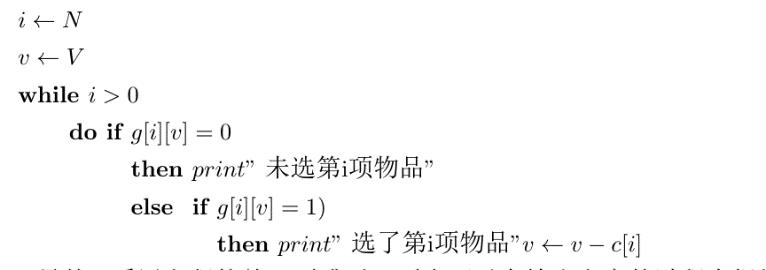 i ← N
v ← V
while i > 0
do if g[i][v] = 0
then print” 未选第i项物品”
else if g[i][v] = 1)
then print” 选了第i项物品”v ← v − c[i]